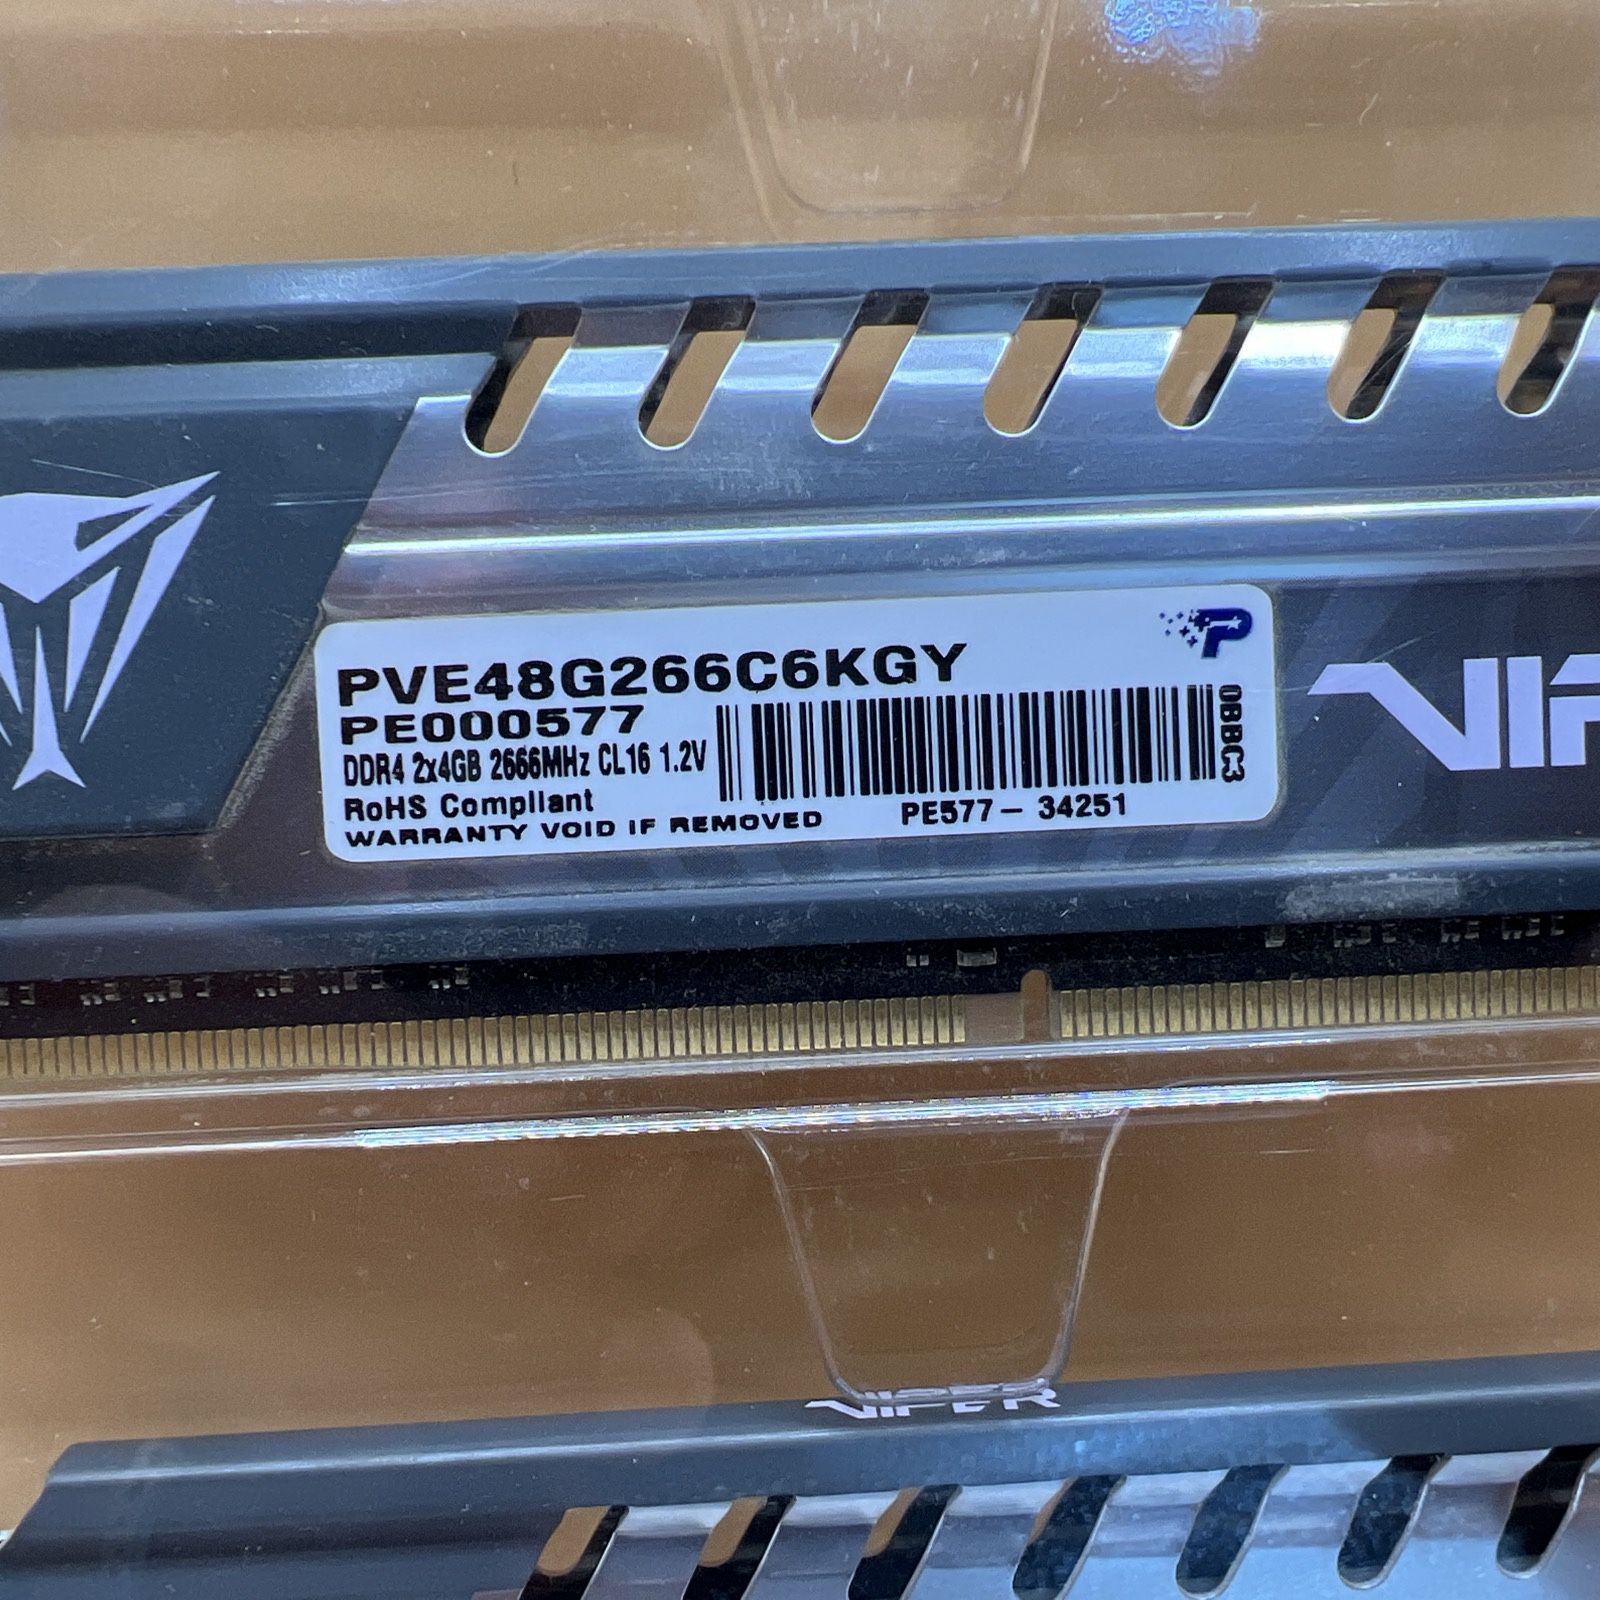 PVE48G266C6KGY
PE000577
DDR4 2x4GB 2666MHz CL16 1.2V
RoHS Compliant
WARRANTY VOID IF REMOVED
PE577- 34251
0BBC3
VIPER